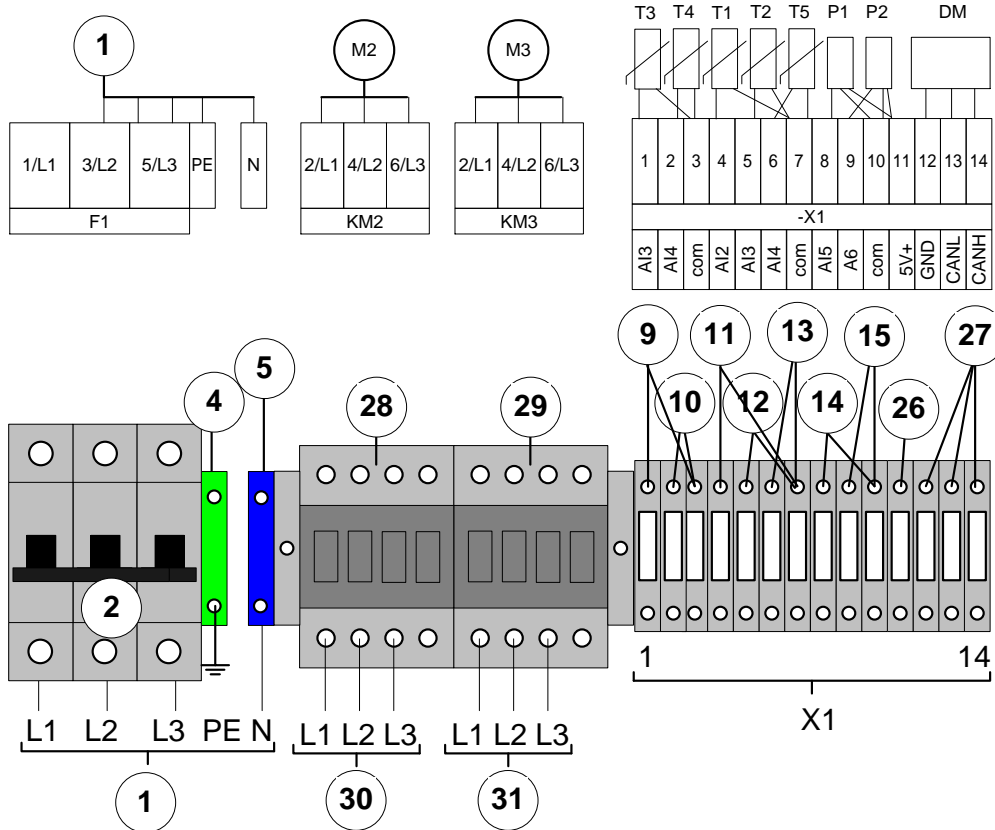 T3 T4 T1 T2 T5 P1 P2 DM
1
M2
M3
1/L1 3/L2 5/L3 PE N
F1
2/L1 4/L2 6/L3
KM2
2/L1 4/L2 6/L3
KM3
1 2 3 4 5 6 7 8 9 10 11 12 13 14
-X1
AI3 AI4 com AI2 AI3 AI4 com AI5 A6 com 5V+ GND CANL CANH
9 11 13 15 27
4 5 28 29 10 12 14 26
2
L1 L2 L3 PE N
1
L1 L2 L3
30
L1 L2 L3
31
1 14
X1